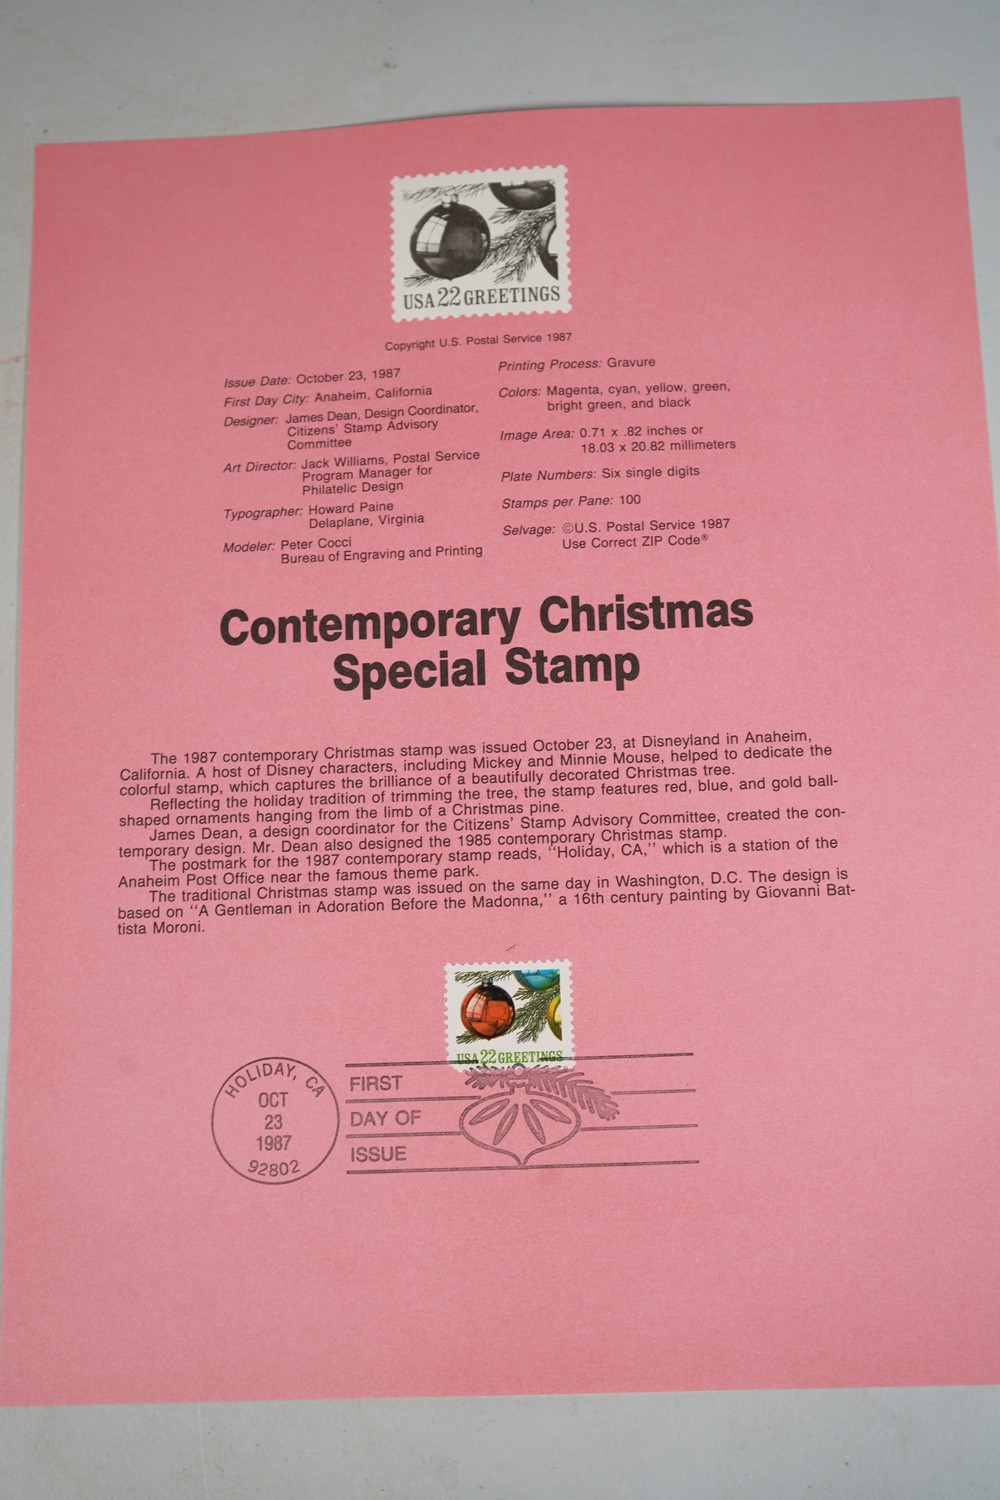 USA 22 GREETINGS
Copyright U.S. Postal Service 1987
Issue Date: October 23, 1987
First Day City: Anaheim, California
Designer: James Dean, Design Coordinator,
Citizens' Stamp Advisory
Committee
Art Director: Jack Williams, Postal Service
Program Manager for
Philatelic Design
Typographer: Howard Paine
Delaplane, Virginia
Modeler: Peter Cocci
Bureau of Engraving and Printing
Printing Process: Gravure
Colors: Magenta, cyan, yellow, green,
bright green, and black
Image Area: 0.71 x .82 inches or
18.03 x 20.82 millimeters
Plate Numbers: Six single digits
Stamps per Pane: 100
Selvage: ©U.S. Postal Service 1987
Use Correct ZIP Code®
Contemporary Christmas
Special Stamp
The 1987 contemporary Christmas stamp was issued October 23, at Disneyland in Anaheim,
California. A host of Disney characters, including Mickey and Minnie Mouse, helped to dedicate the
colorful stamp, which captures the brilliance of a beautifully decorated Christmas tree.
Reflecting the holiday tradition of trimming the tree, the stamp features red, blue, and gold ball-
shaped ornaments hanging from the limb of a Christmas pine.
James Dean, a design coordinator for the Citizens' Stamp Advisory Committee, created the con-
temporary design. Mr. Dean also designed the 1985 contemporary Christmas stamp.
The postmark for the 1987 contemporary stamp reads, "Holiday, CA," which is a station of the
Anaheim Post Office near the famous theme park.
The traditional Christmas stamp was issued on the same day in Washington, D.C. The design is
based on "A Gentleman in Adoration Before the Madonna," a 16th century painting by Giovanni Bat-
tista Moroni.
USA 22 GREETINGS
HOLIDAY, CA
OCT
23
1987
92802
FIRST
DAY OF
ISSUE